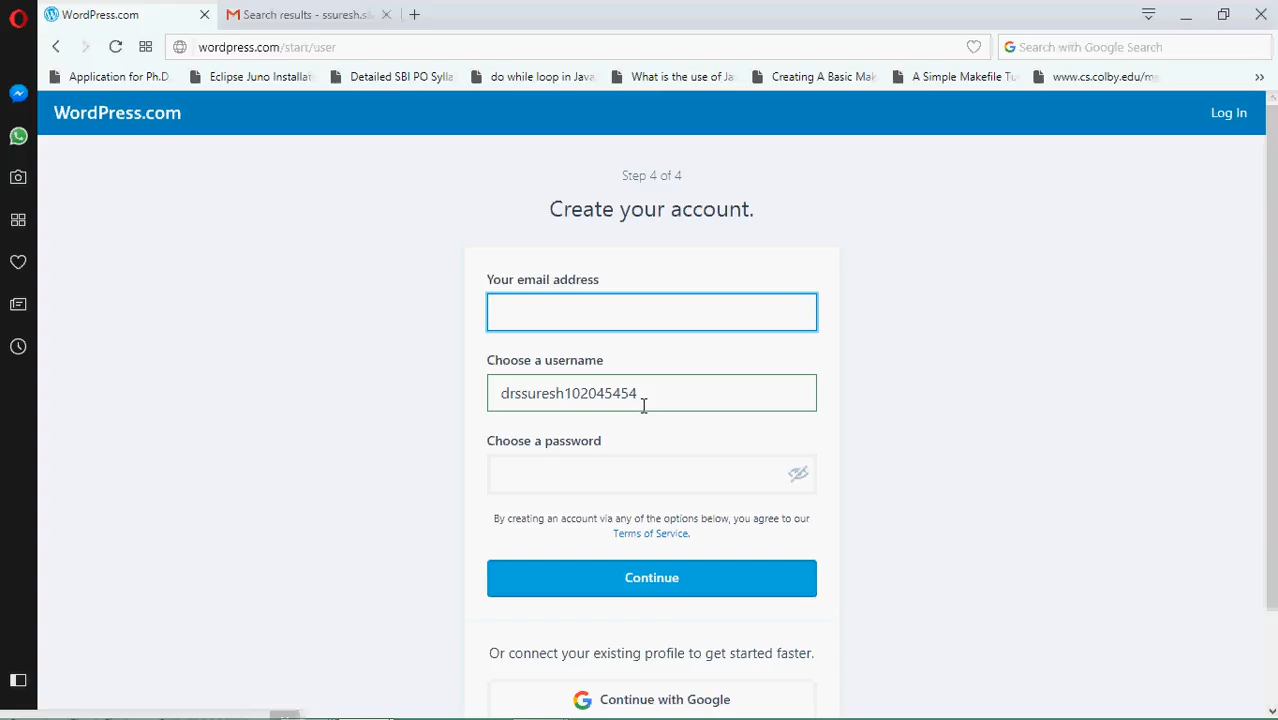 WordPress.com
Search results - ssuresh.sl
wordpress.com/start/user
Search with Google Search
Application for Ph.D.
Eclipse Juno Installat
Detailed SBI PO Sylla
do while loop in Java
What is the use of Ja
Creating A Basic Mak
A Simple Makefile Tu
www.cs.colby.edu/m
WordPress.com
Log In
Step 4 of 4
Create your account.
Your email address
Choose a username
drssuresh102045454
Choose a password
By creating an account via any of the options below, you agree to our
Terms of Service.
Continue
Or connect your existing profile to get started faster.
Continue with Google